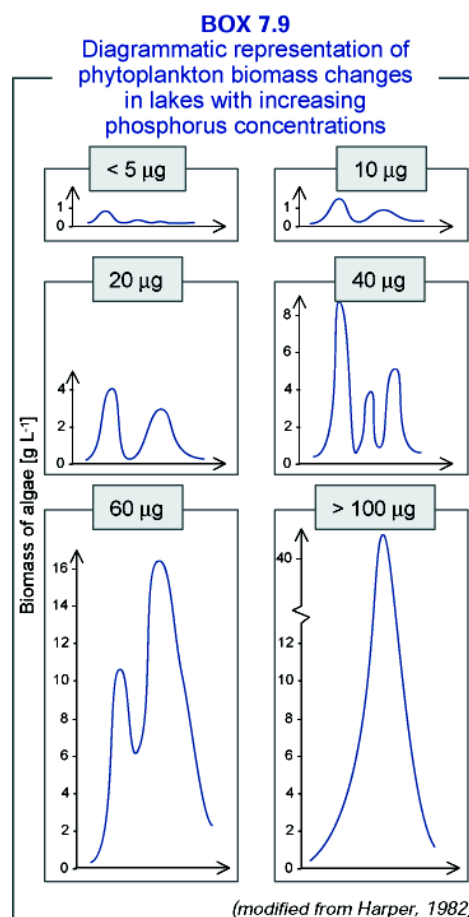 BOX 7.9
Diagrammatic representation of
phytoplankton biomass changes
in lakes with increasing
phosphorus concentrations
Biomass of algae [g L-1]
< 5 µg
1
0
10 µg
1
0
20 µg
4
2
0
40 µg
8
6
4
2
0
60 µg
16
14
12
10
8
6
4
2
0
> 100 µg
40
12
10
8
6
4
2
0
(modified from Harper, 1982)